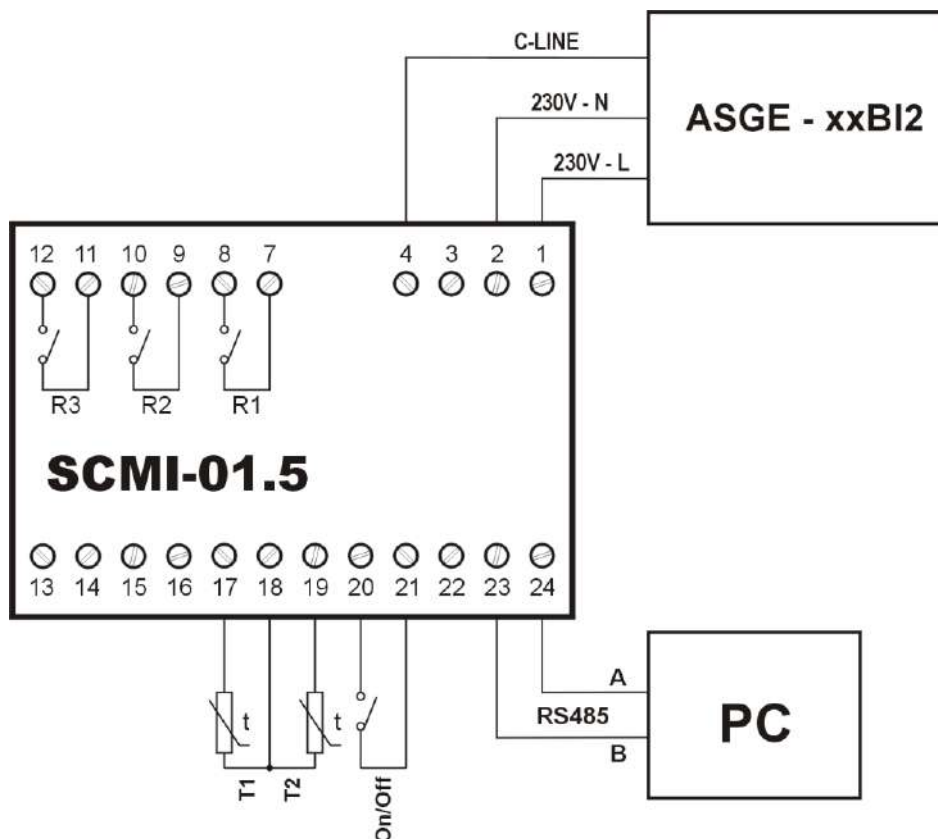 C-LINE
230V - N
230V - L
ASGE - xxBI2
12 11 10 9 8 7 4 3 2 1
R3 R2 R1
SCMI-01.5
13 14 15 16 17 18 19 20 21 22 23 24
t t
T1 T2 On/Off
A
RS485
B
PC